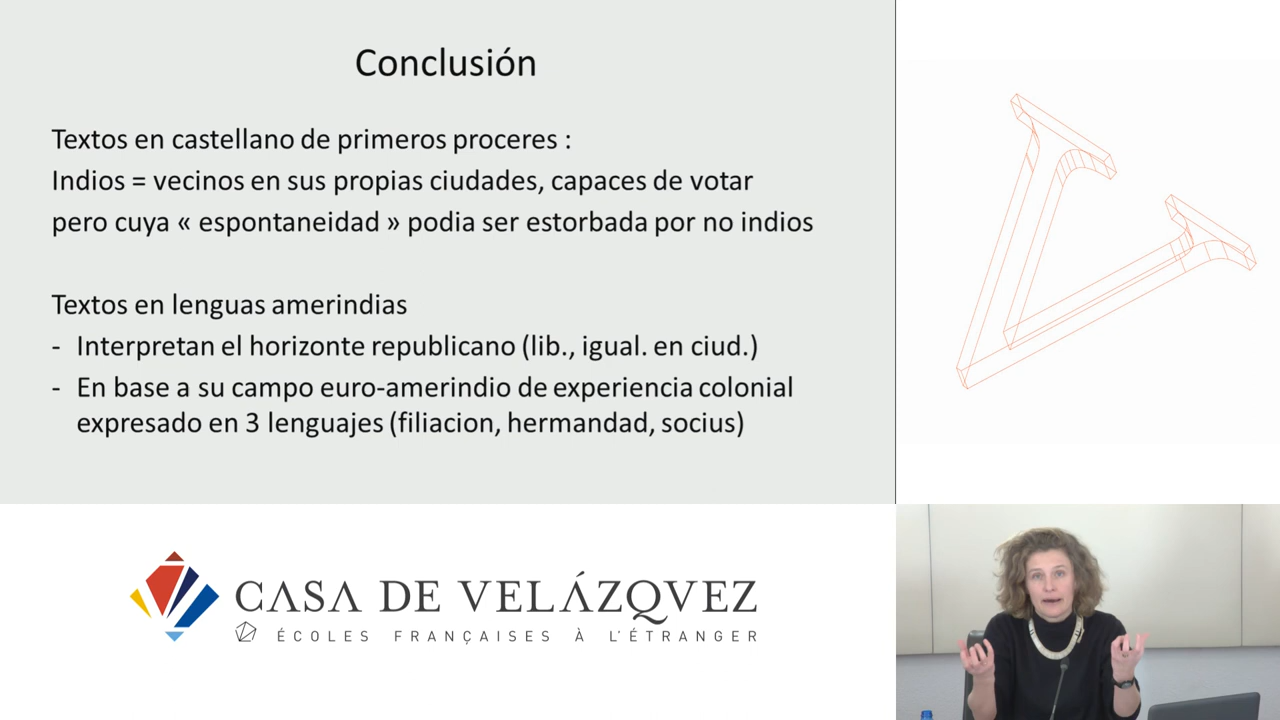 Conclusión
Textos en castellano de primeros proceres :
Indios = vecinos en sus propias ciudades, capaces de votar
pero cuya « espontaneidad » podia ser estorbada por no indios
Textos en lenguas amerindias
- Interpretan el horizonte republicano (lib., igual. en ciud.)
- En base a su campo euro-amerindio de experiencia colonial
expresado en 3 lenguajes (filiacion, hermandad, socius)
CASA DE VELÁZQVEZ
ÉCOLES FRANÇAISES À L'ÉTRANGER